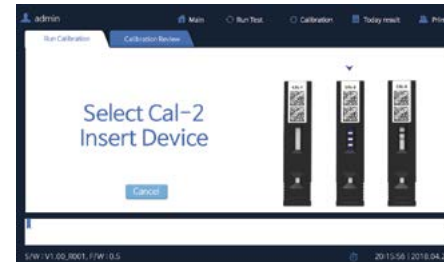 admin Main Run Test Calibration Today result
Run Calibration Calibration Review
Select Cal-2
Insert Device
Cancel
S/W : V1.00_R001, F/W : 0.5 20:15:56 | 2018.04.